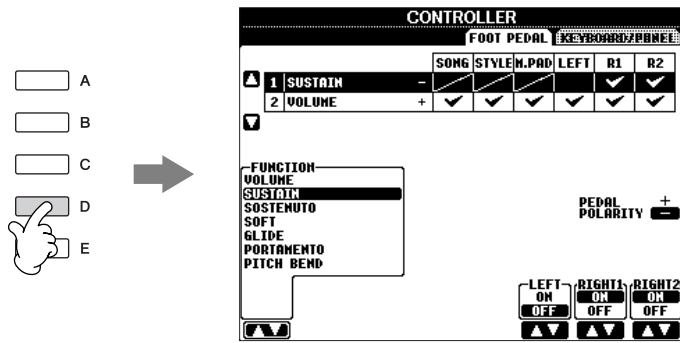 A
B
C
D
E
CONTROLLER
FOOT PEDAL KEYBOARD/PANEL
SONG STYLE M.PAD LEFT R1 R2
1 SUSTAIN -
2 VOLUME +
FUNCTION
VOLUME
SUSTAIN
SOSTENUTO
SOFT
GLIDE
PORTAMENTO
PITCH BEND
PEDAL +
POLARITY -
LEFT RIGHT1 RIGHT2
ON ON ON
OFF OFF OFF